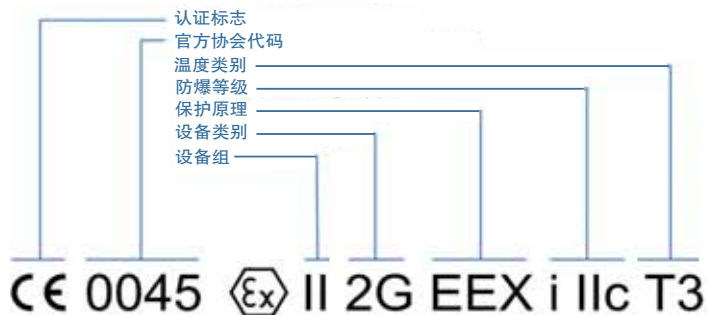 认证标志
官方协会代码
温度类别
防爆等级
保护原理
设备类别
设备组
CE 0045 Ex II 2G EEX i IIc T3